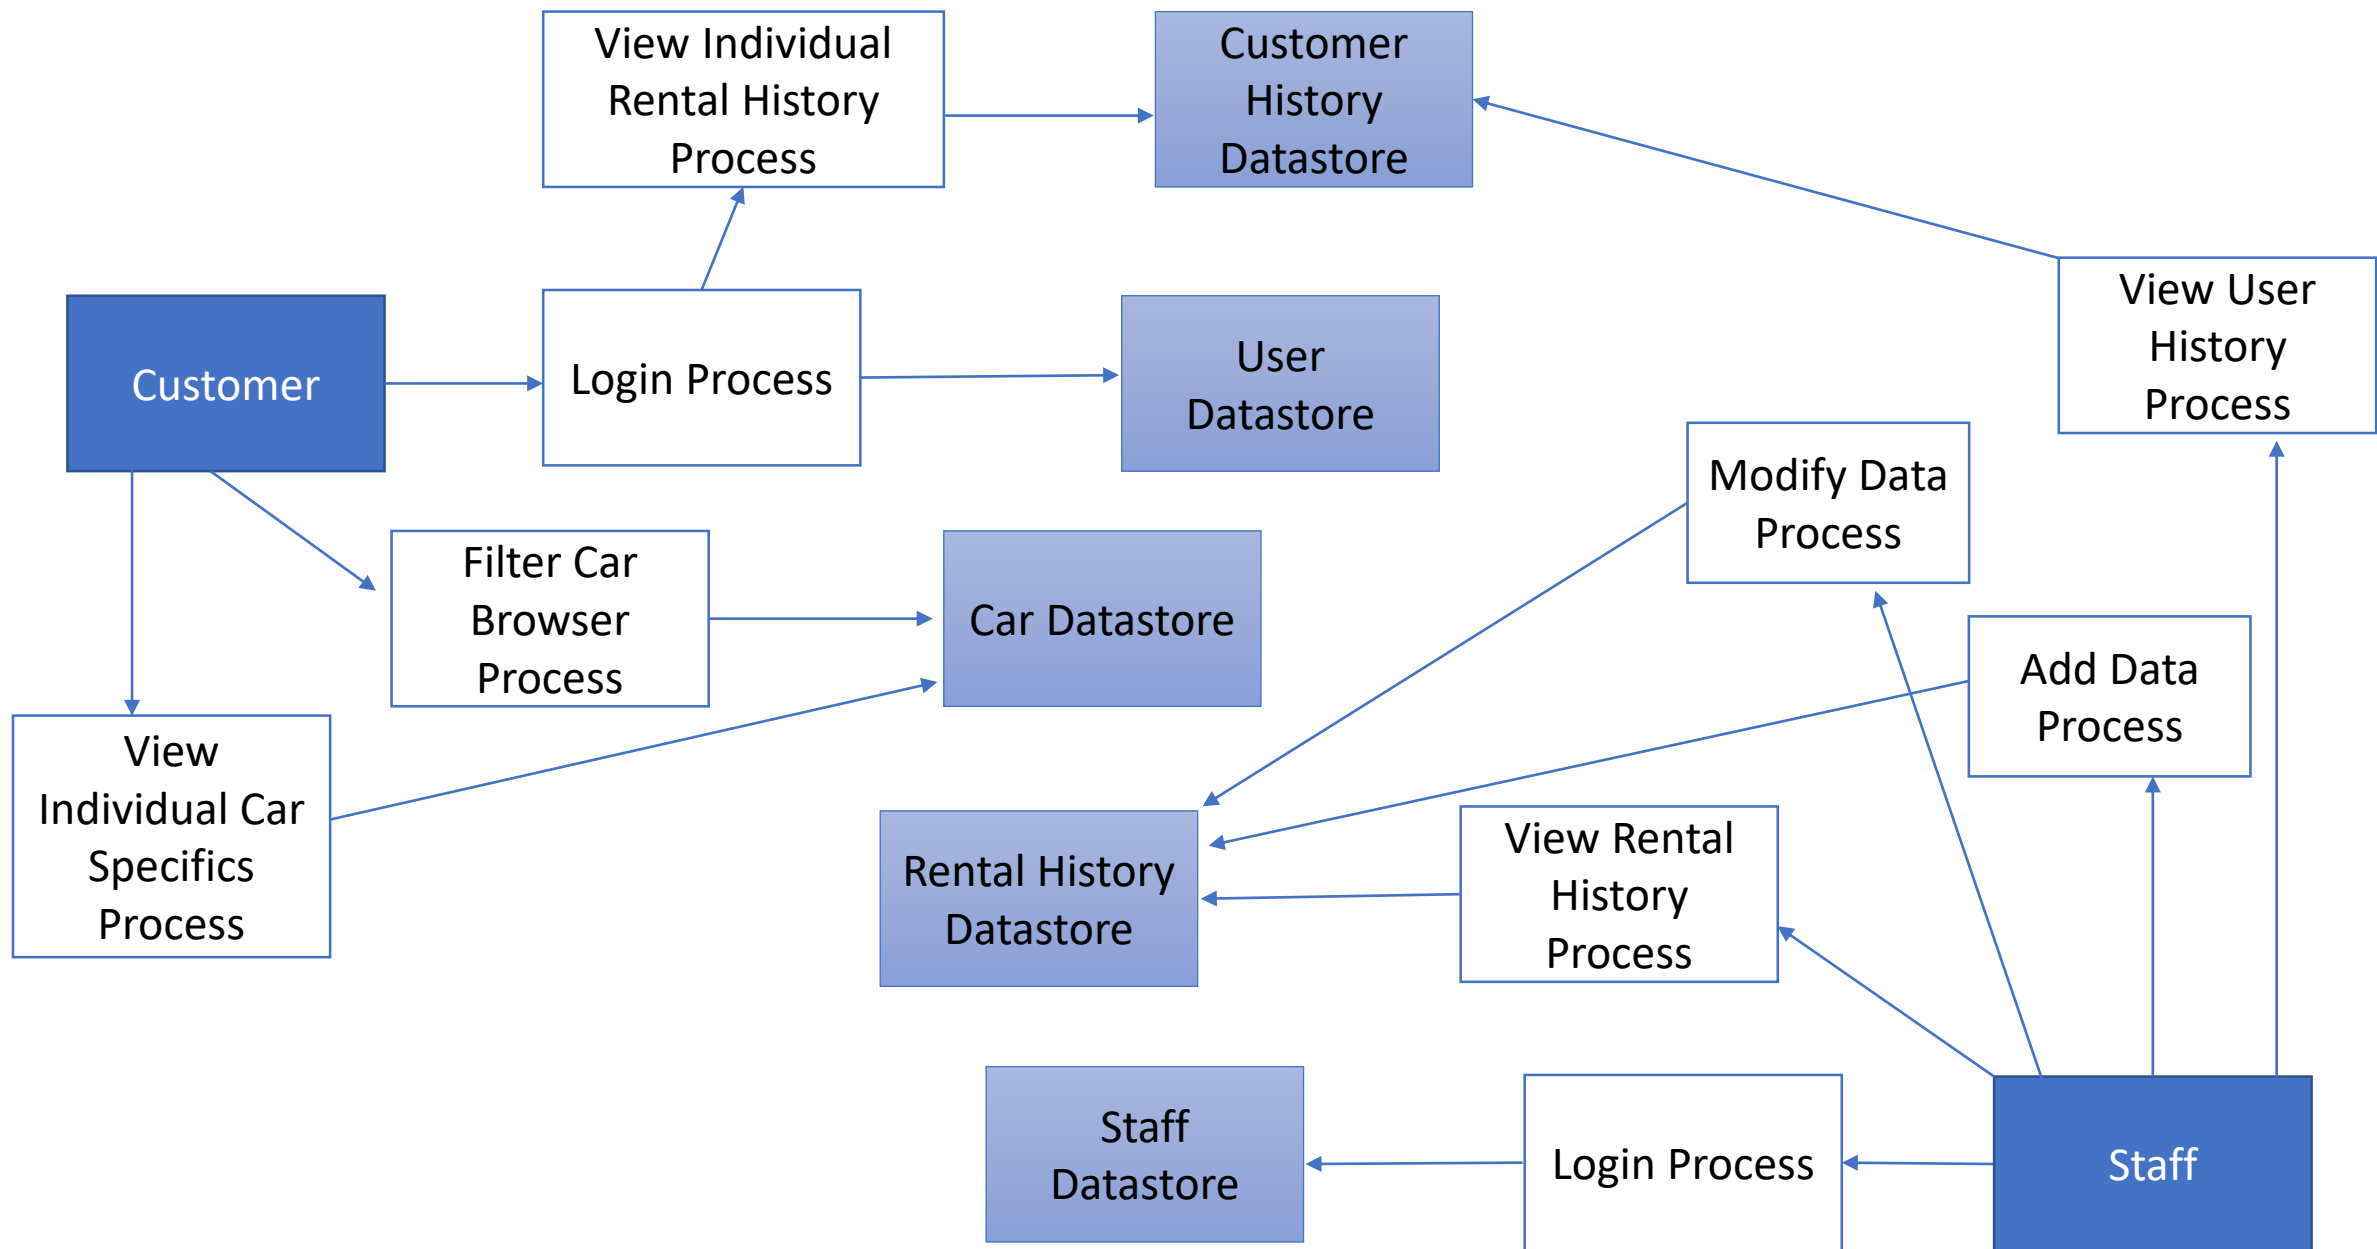 View Individual
Rental History
Process
Customer
History
Datastore
Customer
Login Process
User
Datastore
View User
History
Process
Modify Data
Process
Filter Car
Browser
Process
Car Datastore
Add Data
Process
View
Individual Car
Specifics
Process
Rental History
Datastore
View Rental
History
Process
Staff
Datastore
Login Process
Staff